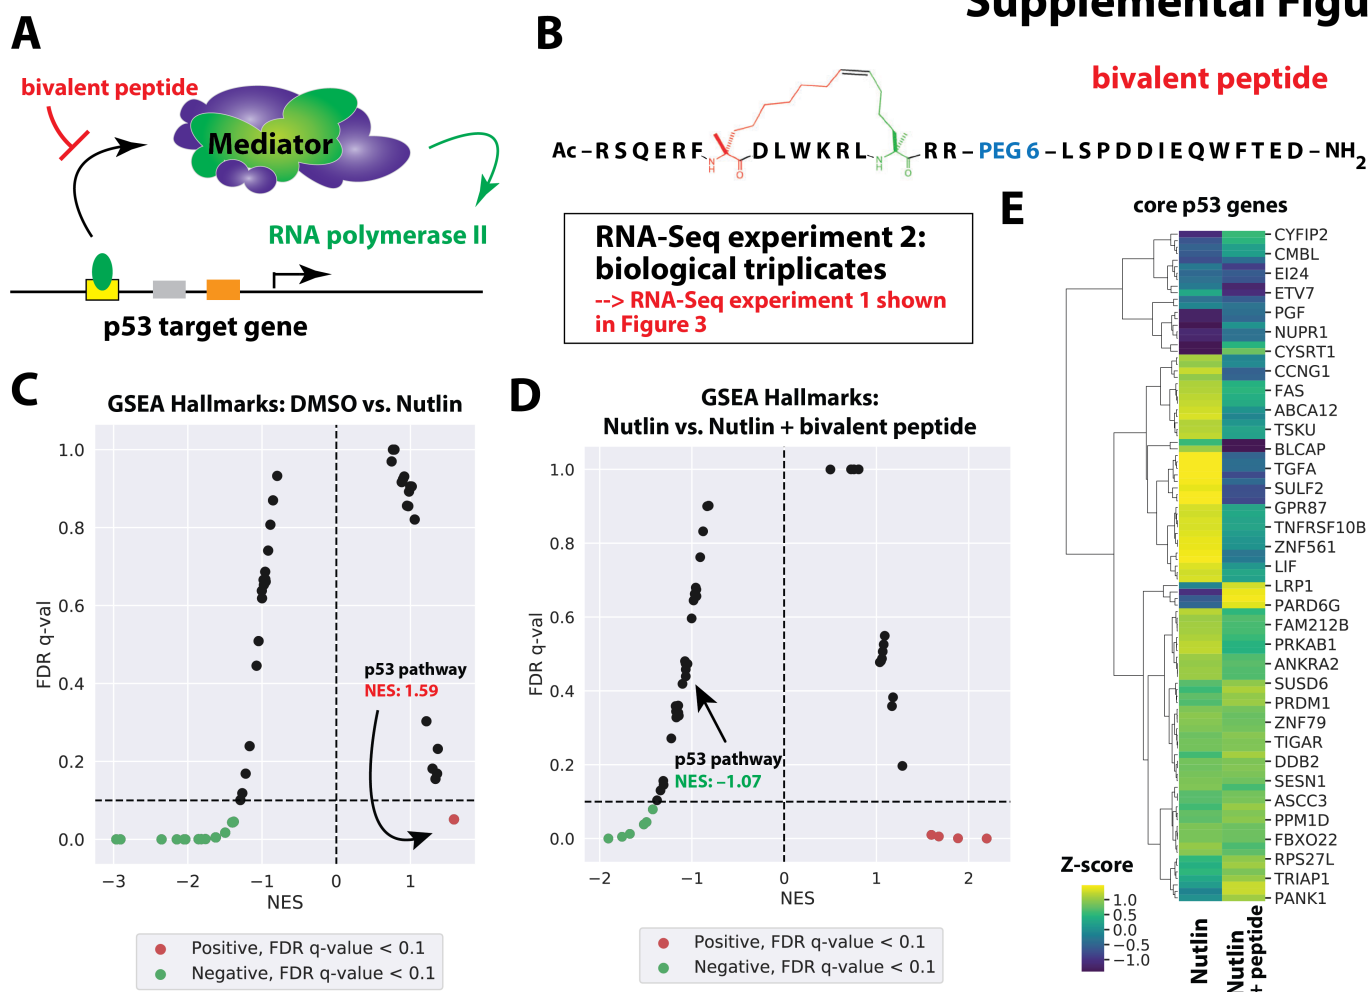 Supplemental Figu
A
bivalent peptide
Mediator
RNA polymerase II
p53 target gene
B
bivalent peptide
Ac–RSQERF
NH
O
DLWKRL
NH
O
RR–PEG 6–LSPDDIEQWFTED–NH2
RNA-Seq experiment 2:
biological triplicates
--> RNA-Seq experiment 1 shown
in Figure 3
C
GSEA Hallmarks: DMSO vs. Nutlin
FDR q-val
1.0
0.8
0.6
0.4
0.2
0.0
p53 pathway
NES: 1.59
−3
−2
−1
0
1
NES
Positive, FDR q-value < 0.1
Negative, FDR q-value < 0.1
D
GSEA Hallmarks:
Nutlin vs. Nutlin + bivalent peptide
FDR q-val
1.0
0.8
0.6
0.4
0.2
0.0
p53 pathway
NES: –1.07
−2
−1
0
1
2
NES
Positive, FDR q-value < 0.1
Negative, FDR q-value < 0.1
E
core p53 genes
CYFIP2
CMBL
EI24
ETV7
PGF
NUPR1
CYSRT1
CCNG1
FAS
ABCA12
TSKU
BLCAP
TGFA
SULF2
GPR87
TNFRSF10B
ZNF561
LIF
LRP1
PARD6G
FAM212B
PRKAB1
ANKRA2
SUSD6
PRDM1
ZNF79
TIGAR
DDB2
SESN1
ASCC3
PPM1D
FBXO22
RPS27L
TRIAP1
PANK1
Z-score
1.0
0.5
0.0
−0.5
−1.0
Nutlin
Nutlin
+ peptide